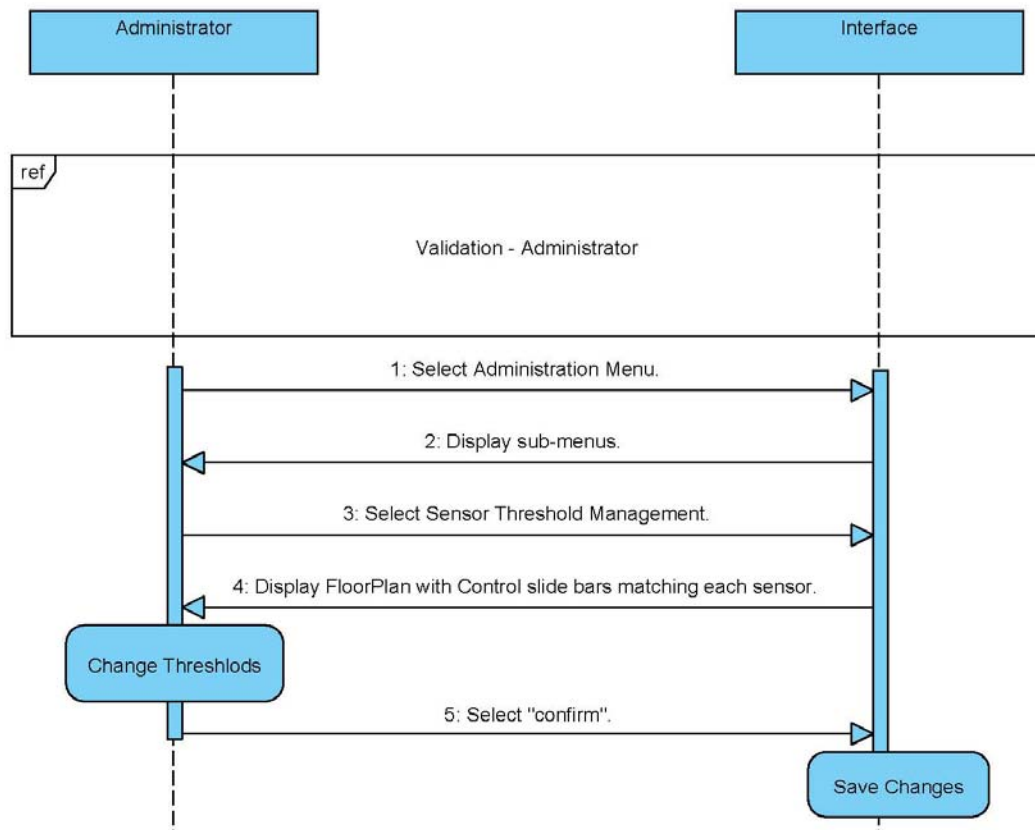 Administrator
Interface
ref
Validation - Administrator
1: Select Administration Menu.
2: Display sub-menus.
3: Select Sensor Threshold Management.
4: Display FloorPlan with Control slide bars matching each sensor.
Change Threshlods
5: Select "confirm".
Save Changes